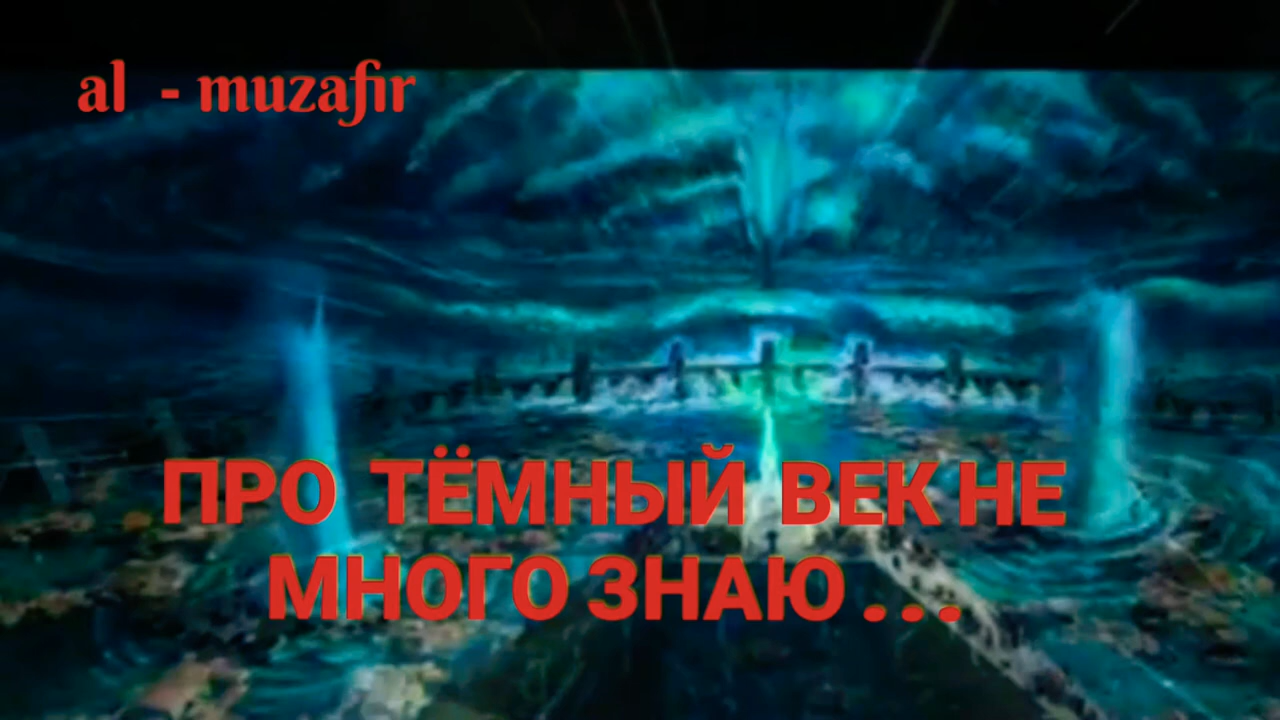 al - muzafir
ПРО ТЁМНЫЙ ВЕК НЕ
МНОГО ЗНАЮ...